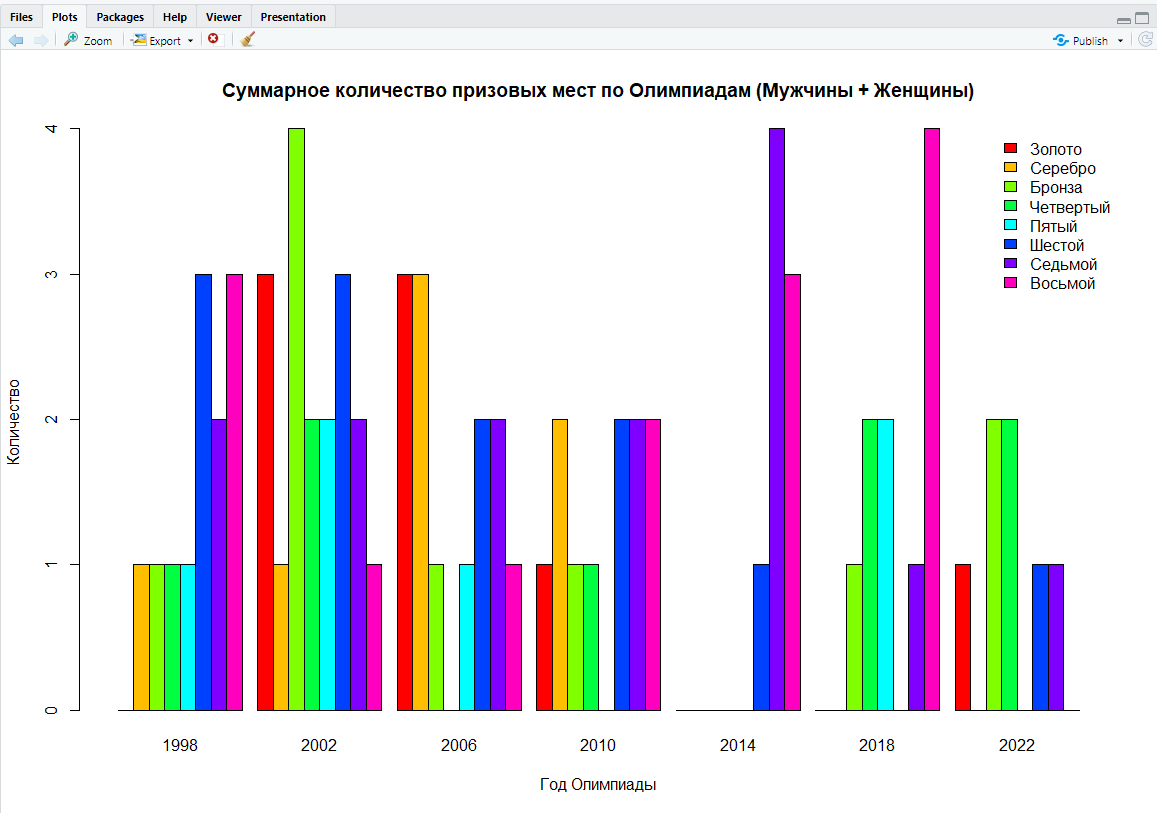 Files Plots Packages Help Viewer Presentation
Zoom Export Publish
Суммарное количество призовых мест по Олимпиадам (Мужчины + Женщины)
4
3
2
1
0
Количество
Золото
Серебро
Бронза
Четвертый
Пятый
Шестой
Седьмой
Восьмой
1998 2002 2006 2010 2014 2018 2022
Год Олимпиады